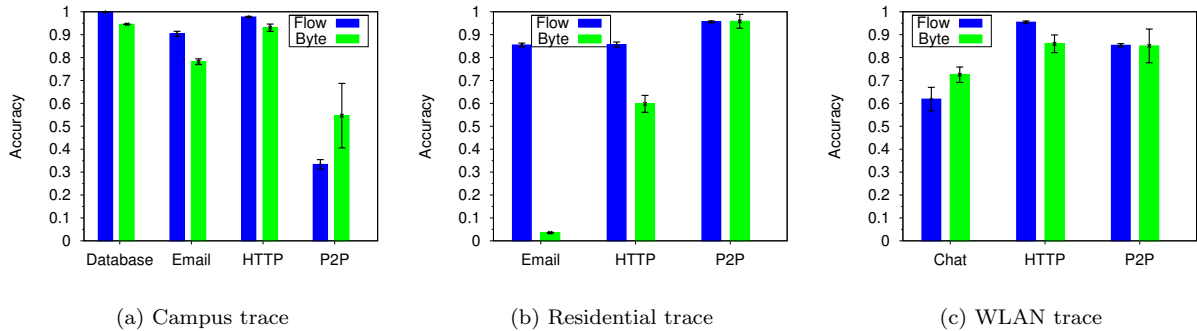 1
0.9
0.8
0.7
0.6
0.5
0.4
0.3
0.2
0.1
0
Accuracy
Flow
Byte
Database Email HTTP P2P
(a) Campus trace
1
0.9
0.8
0.7
0.6
0.5
0.4
0.3
0.2
0.1
0
Accuracy
Flow
Byte
Email HTTP P2P
(b) Residential trace
1
0.9
0.8
0.7
0.6
0.5
0.4
0.3
0.2
0.1
0
Accuracy
Flow
Byte
Chat HTTP P2P
(c) WLAN trace